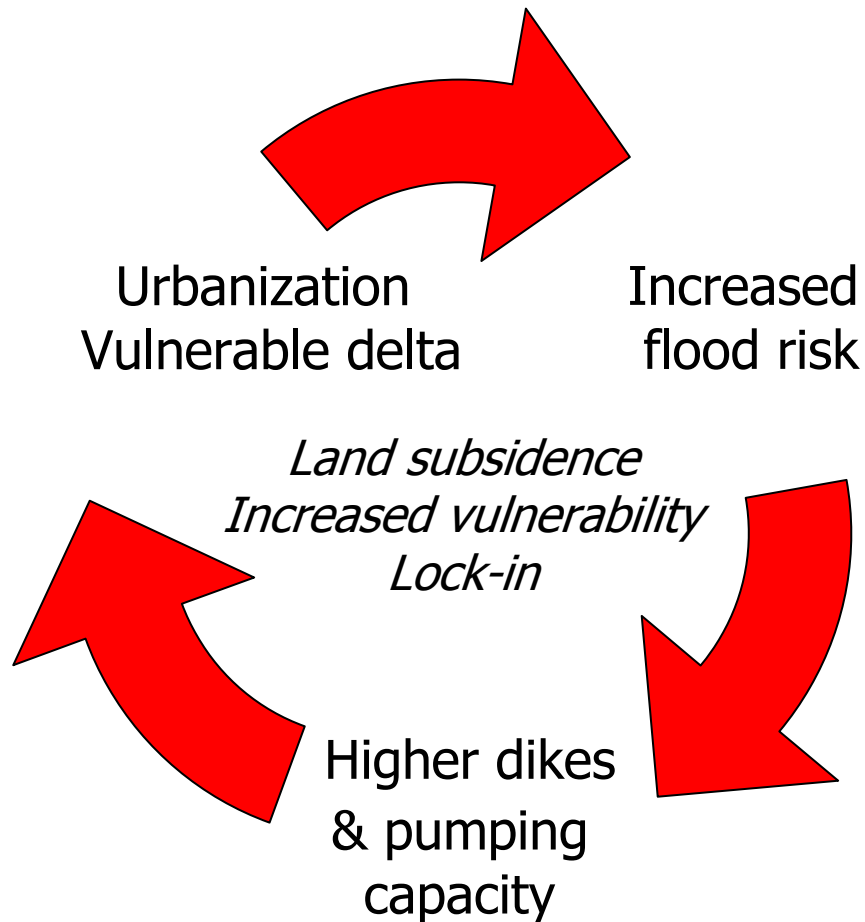 Urbanization
Vulnerable delta
Increased
flood risk
Land subsidence
Increased vulnerability
Lock-in
Higher dikes
& pumping
capacity